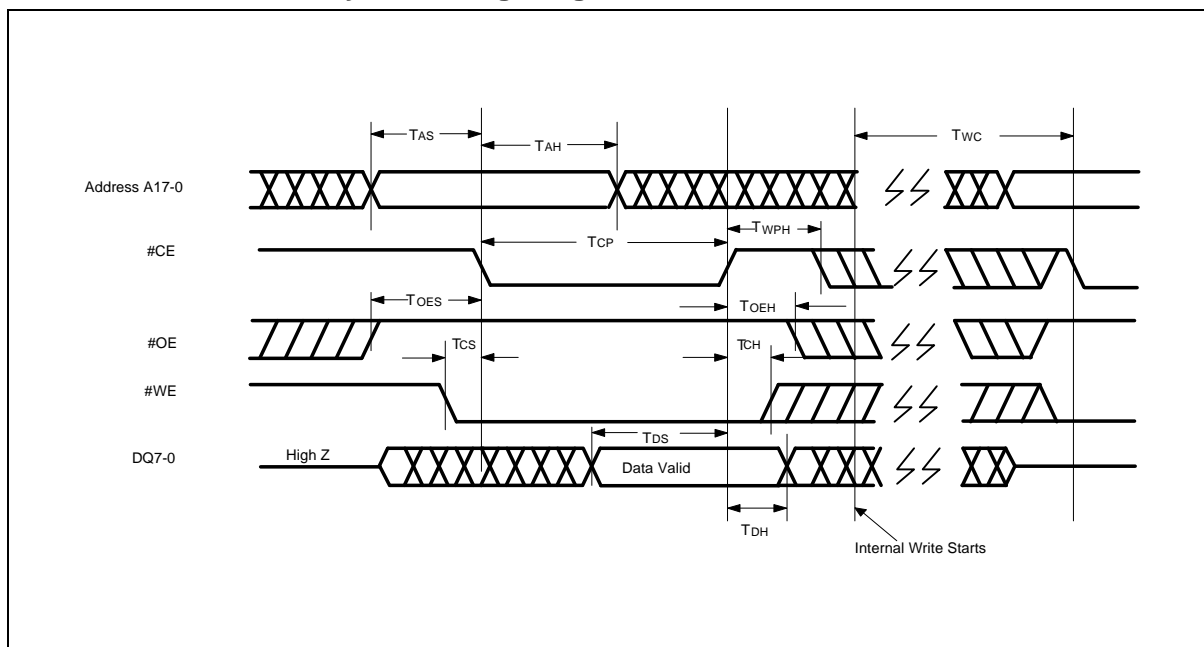 TAS
TAH
TWC
Address A17-0
TCP
TWPH
#CE
TOES
TOEH
#OE
TCS
TCH
#WE
TDS
DQ7-0
High Z
Data Valid
TDH
Internal Write Starts